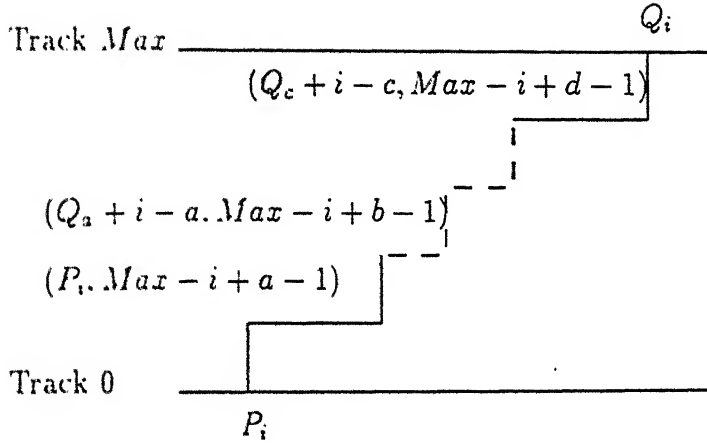 Q_i
Track Max
(Q_c + i − c, Max − i + d − 1)
(Q_a + i − a. Max − i + b − 1)
(P_i. Max − i + a − 1)
Track 0
P_i